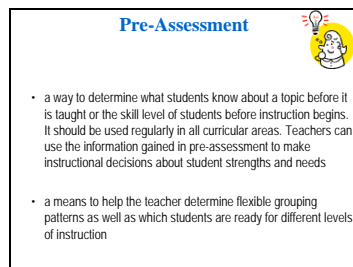 Pre-Assessment
• a way to determine what students know about a topic before it
is taught or the skill level of students before instruction begins.
It should be used regularly in all curricular areas. Teachers can
use the information gained in pre-assessment to make
instructional decisions about student strengths and needs
• a means to help the teacher determine flexible grouping
patterns as well as which students are ready for different levels
of instruction